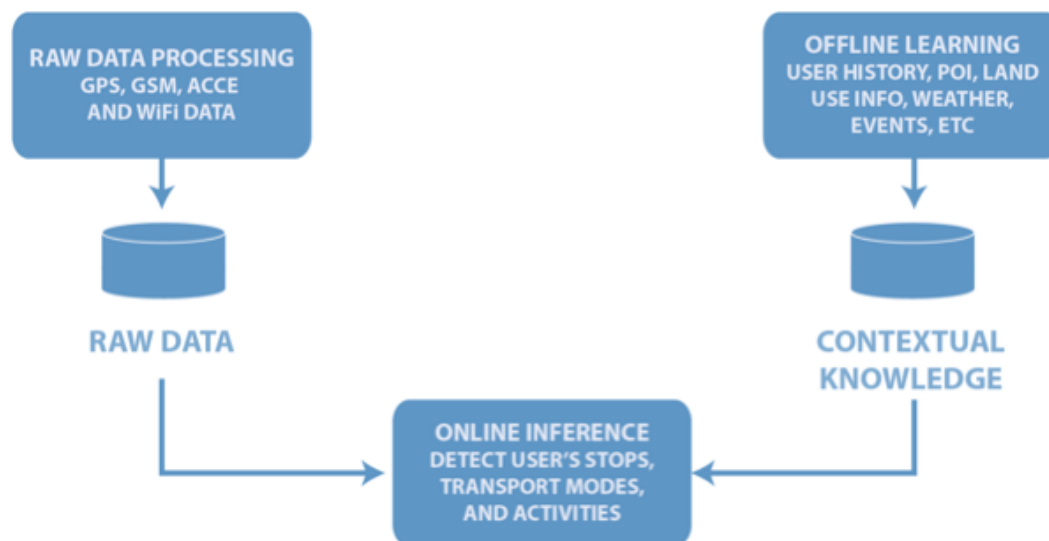 RAW DATA PROCESSING
GPS, GSM, ACCE
AND WiFi DATA
OFFLINE LEARNING
USER HISTORY, POI, LAND
USE INFO, WEATHER,
EVENTS, ETC
RAW DATA
CONTEXTUAL
KNOWLEDGE
ONLINE INFERENCE
DETECT USER'S STOPS,
TRANSPORT MODES,
AND ACTIVITIES